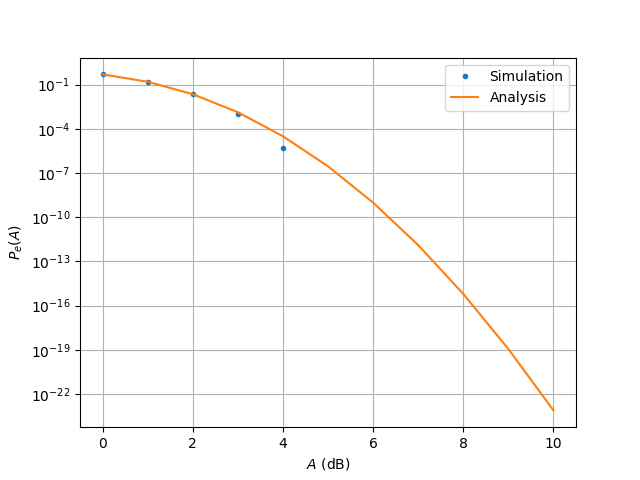 Simulation
Analysis
10⁻¹
10⁻⁴
10⁻⁷
10⁻¹⁰
10⁻¹³
10⁻¹⁶
10⁻¹⁹
10⁻²²
Pₑ(A)
0 2 4 6 8 10
A (dB)